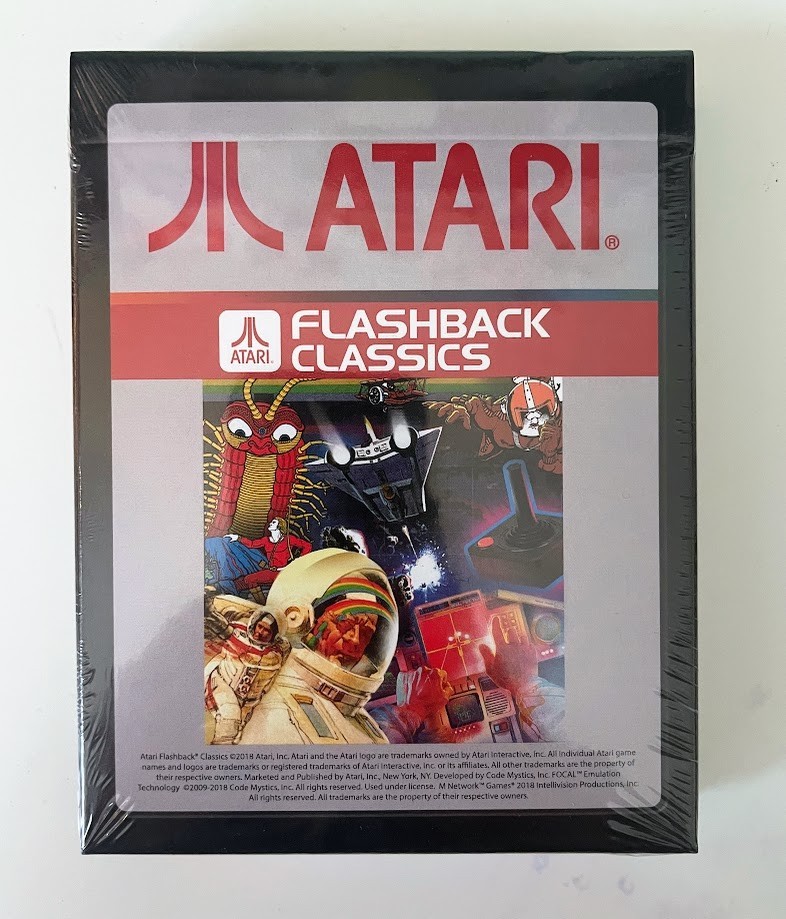 ATARI®
ATARI®
FLASHBACK
CLASSICS
Atari Flashback® Classics ©2018 Atari, Inc. Atari and the Atari logo are trademarks owned by Atari Interactive, Inc. All individual Atari game
names and logos are trademarks or registered trademarks of Atari Interactive, Inc. or its affiliates. All other trademarks are the property of
their respective owners. Marketed and Published by Atari, Inc., New York, NY. Developed by Code Mystics, Inc. FOCAL™ Emulation
Technology ©2009-2018 Code Mystics, Inc. All rights reserved. Used under license. M Network™ Games® 2018 Intellivision Productions, Inc.
All rights reserved. All trademarks are the property of their respective owners.